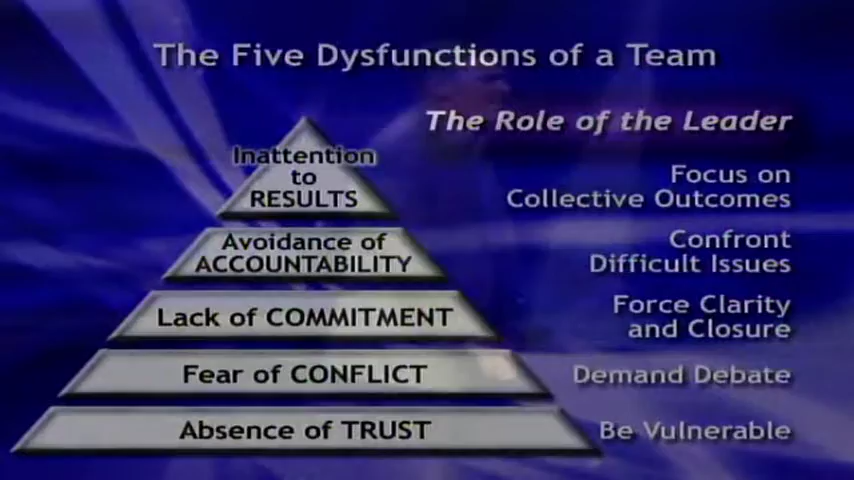 The Five Dysfunctions of a Team
The Role of the Leader
Inattention
to
RESULTS
Focus on
Collective Outcomes
Avoidance of
ACCOUNTABILITY
Confront
Difficult Issues
Lack of COMMITMENT
Force Clarity
and Closure
Fear of CONFLICT
Demand Debate
Absence of TRUST
Be Vulnerable